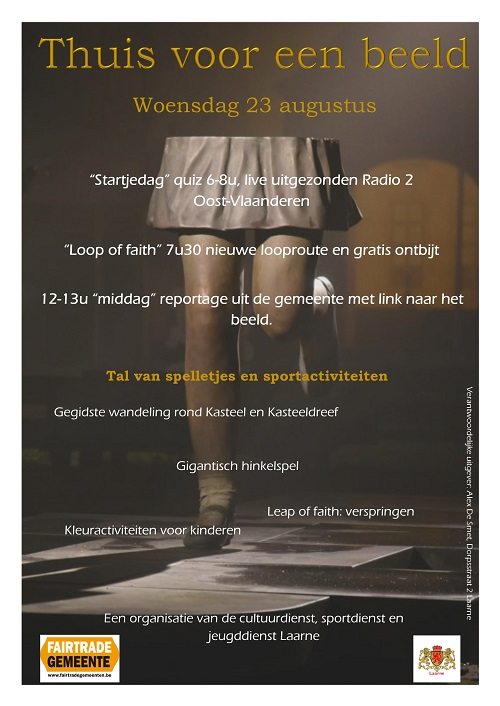 Thuis voor een beeld
Woensdag 23 augustus
“Startjedag” quiz 6-8u, live uitgezonden Radio 2
Oost-Vlaanderen
“Loop of faith” 7u30 nieuwe looproute en gratis ontbijt
12-13u “middag” reportage uit de gemeente met link naar het
beeld.
Tal van spelletjes en sportactiviteiten
Gegidste wandeling rond Kasteel en Kasteeldreef
Gigantisch hinkelspel
Leap of faith: verspringen
Kleuractiviteiten voor kinderen
Een organisatie van de cultuurdienst, sportdienst en
jeugddienst Laarne
Verantwoordelijke uitgever: Alex De Smet, Dorpsstraat 2 Laarne
FAIRTRADE
GEMEENTE
www.fairtradegemeenten.be
Laarne